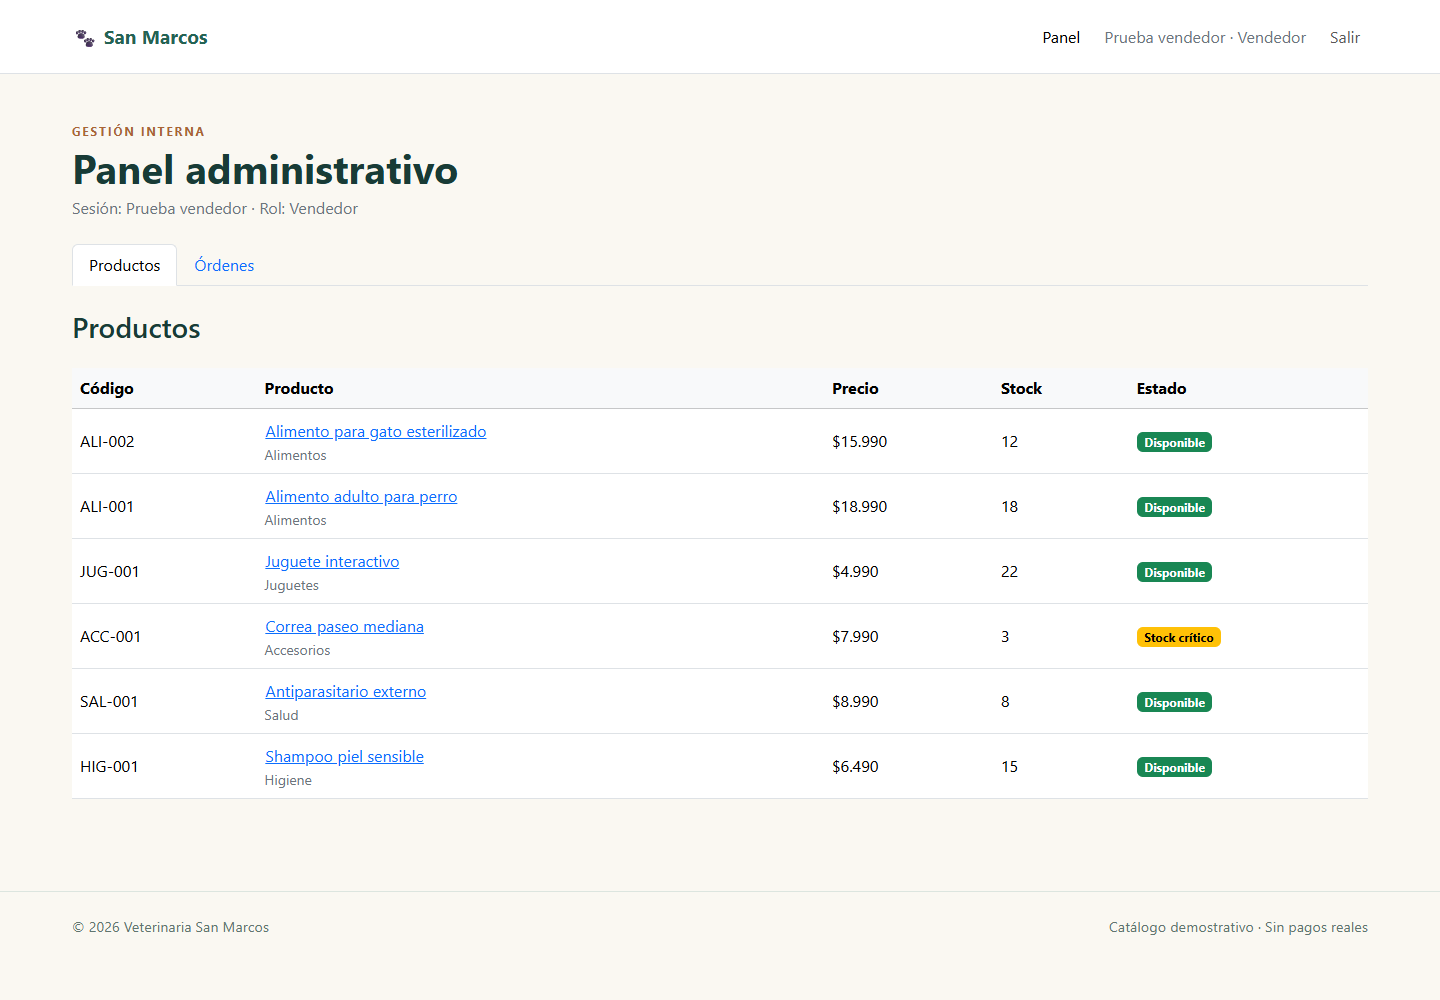 San Marcos
Panel Prueba vendedor · Vendedor Salir
GESTIÓN INTERNA
Panel administrativo
Sesión: Prueba vendedor · Rol: Vendedor
Productos Órdenes
Productos
Código Producto Precio Stock Estado
ALI-002 Alimento para gato esterilizado $15.990 12 Disponible
Alimentos
ALI-001 Alimento adulto para perro $18.990 18 Disponible
Alimentos
JUG-001 Juguete interactivo $4.990 22 Disponible
Juguetes
ACC-001 Correa paseo mediana $7.990 3 Stock crítico
Accesorios
SAL-001 Antiparasitario externo $8.990 8 Disponible
Salud
HIG-001 Shampoo piel sensible $6.490 15 Disponible
Higiene
© 2026 Veterinaria San Marcos Catálogo demostrativo · Sin pagos reales